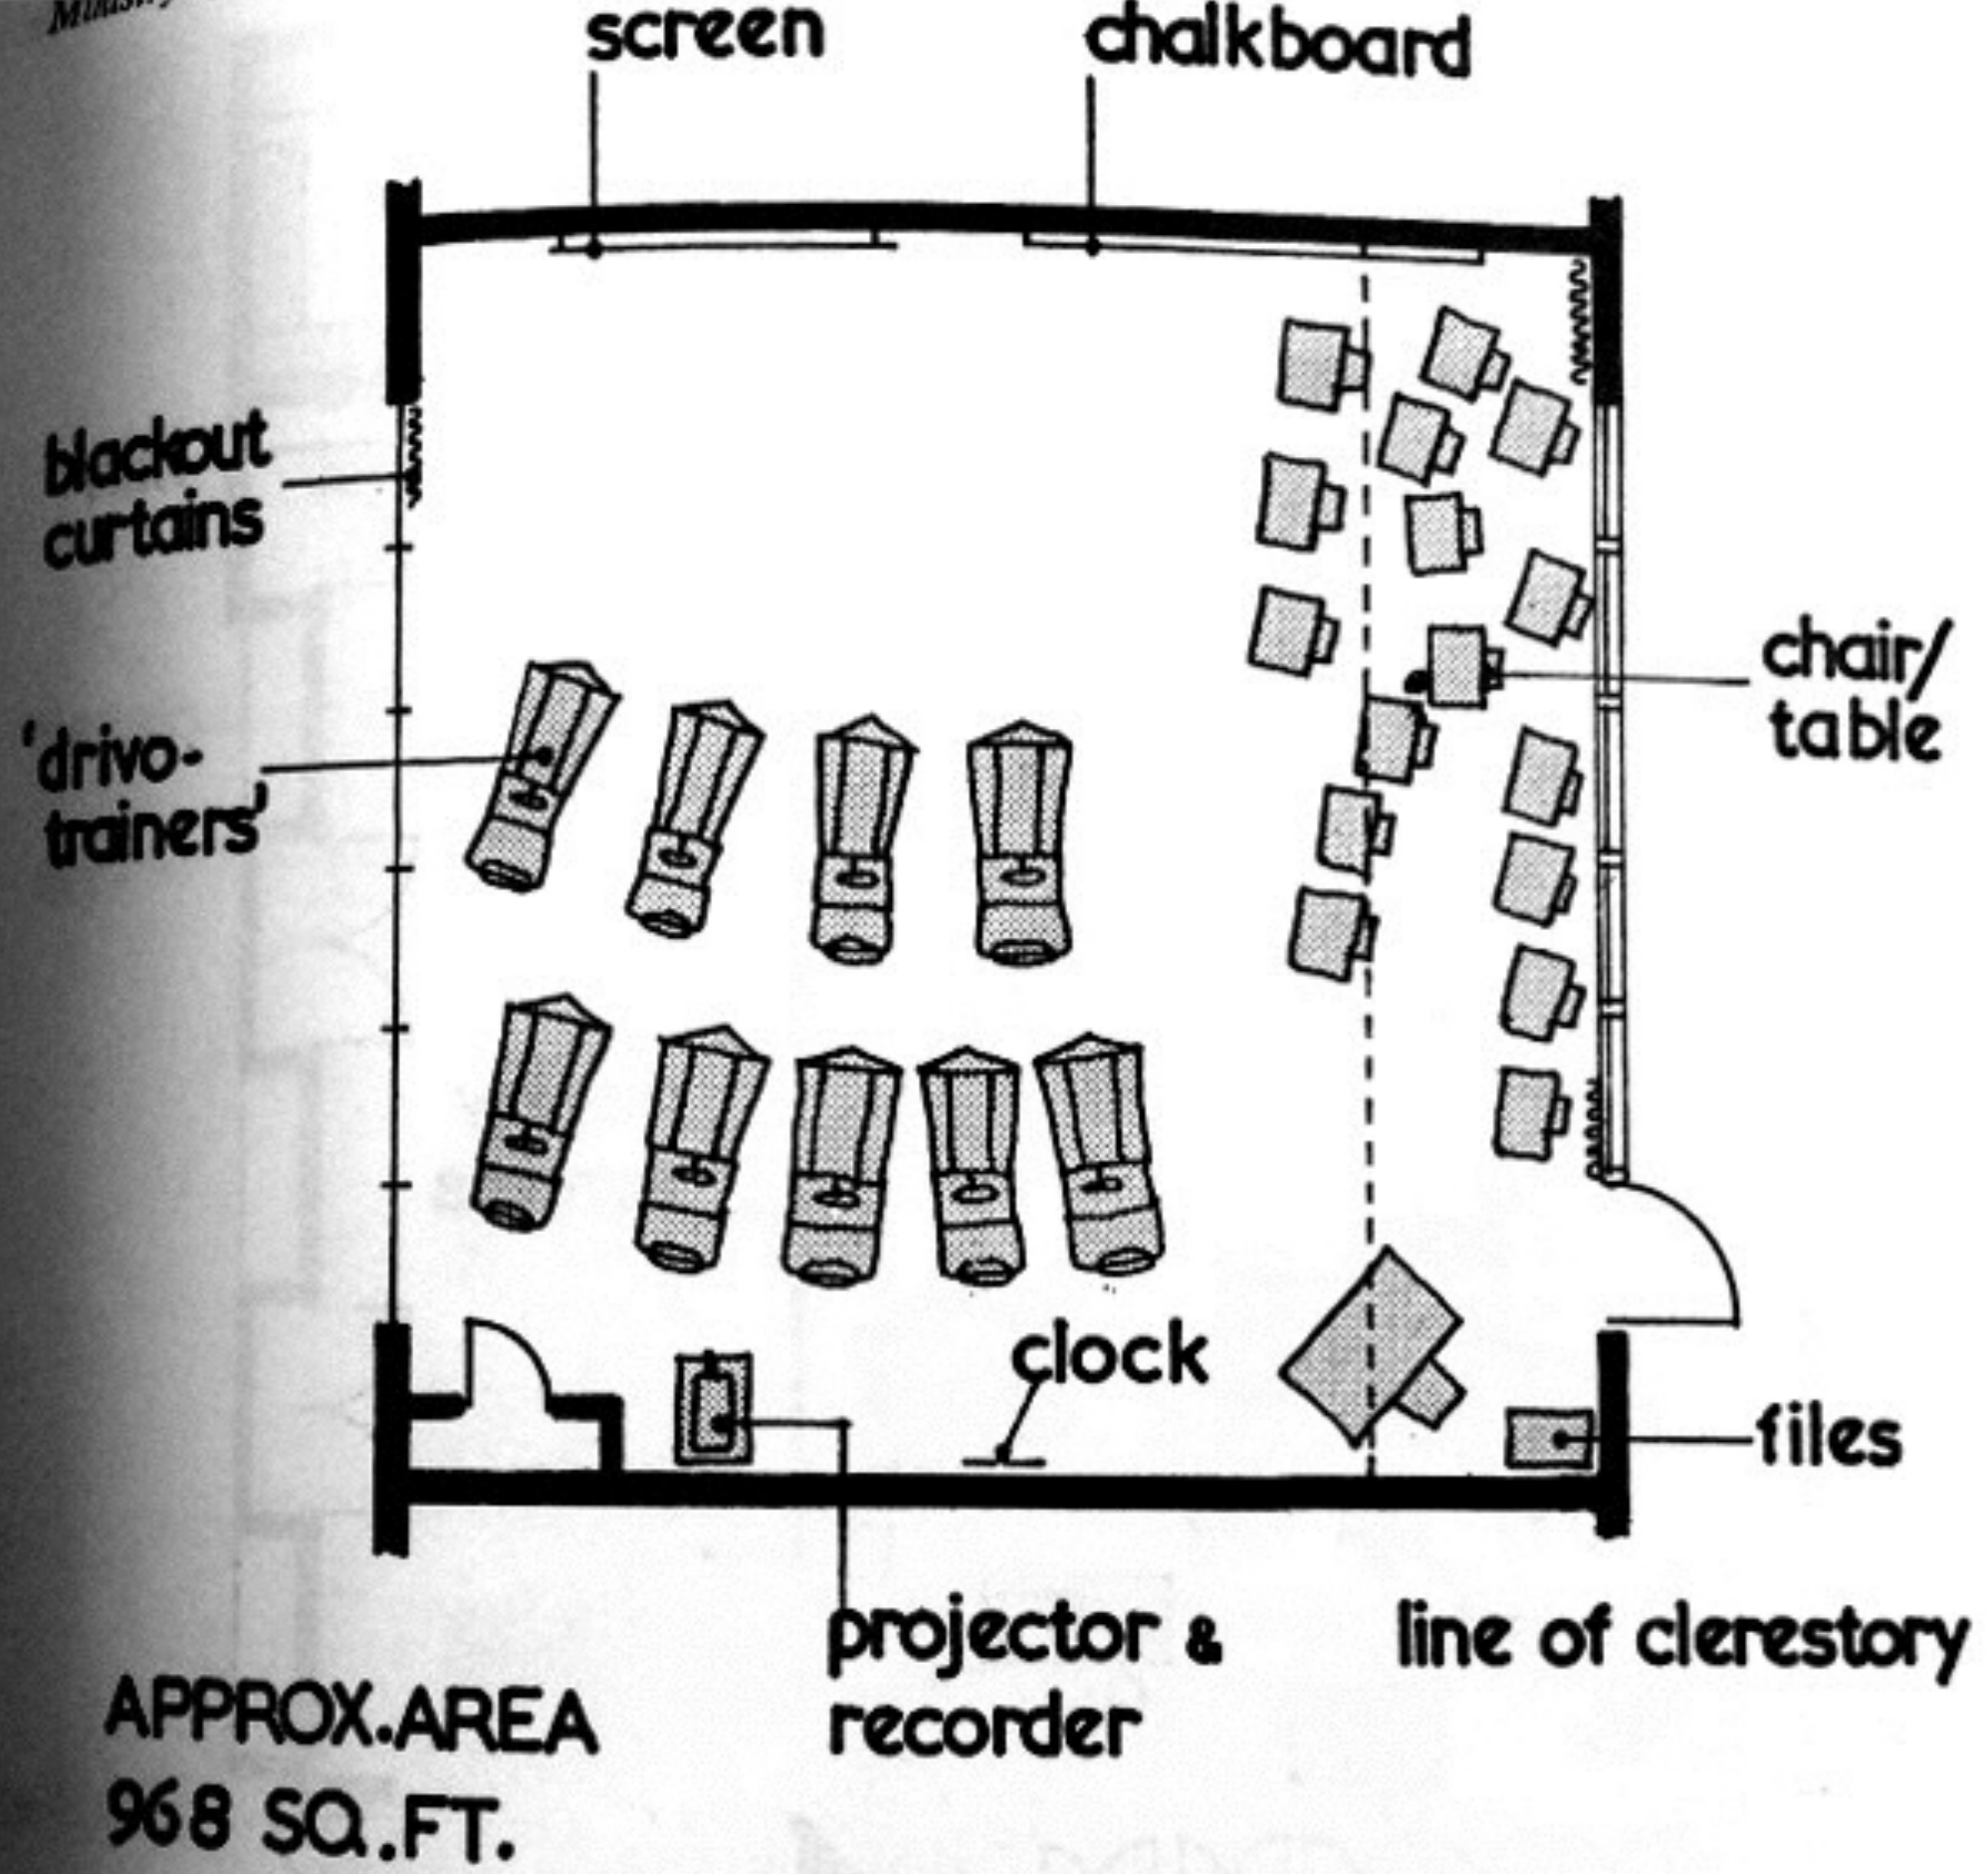 screen
chalkboard
blackout
curtains
'drivo-
trainers'
chair/
table
clock
files
projector &
recorder
line of clerestory
APPROX.AREA
968 SQ.FT.